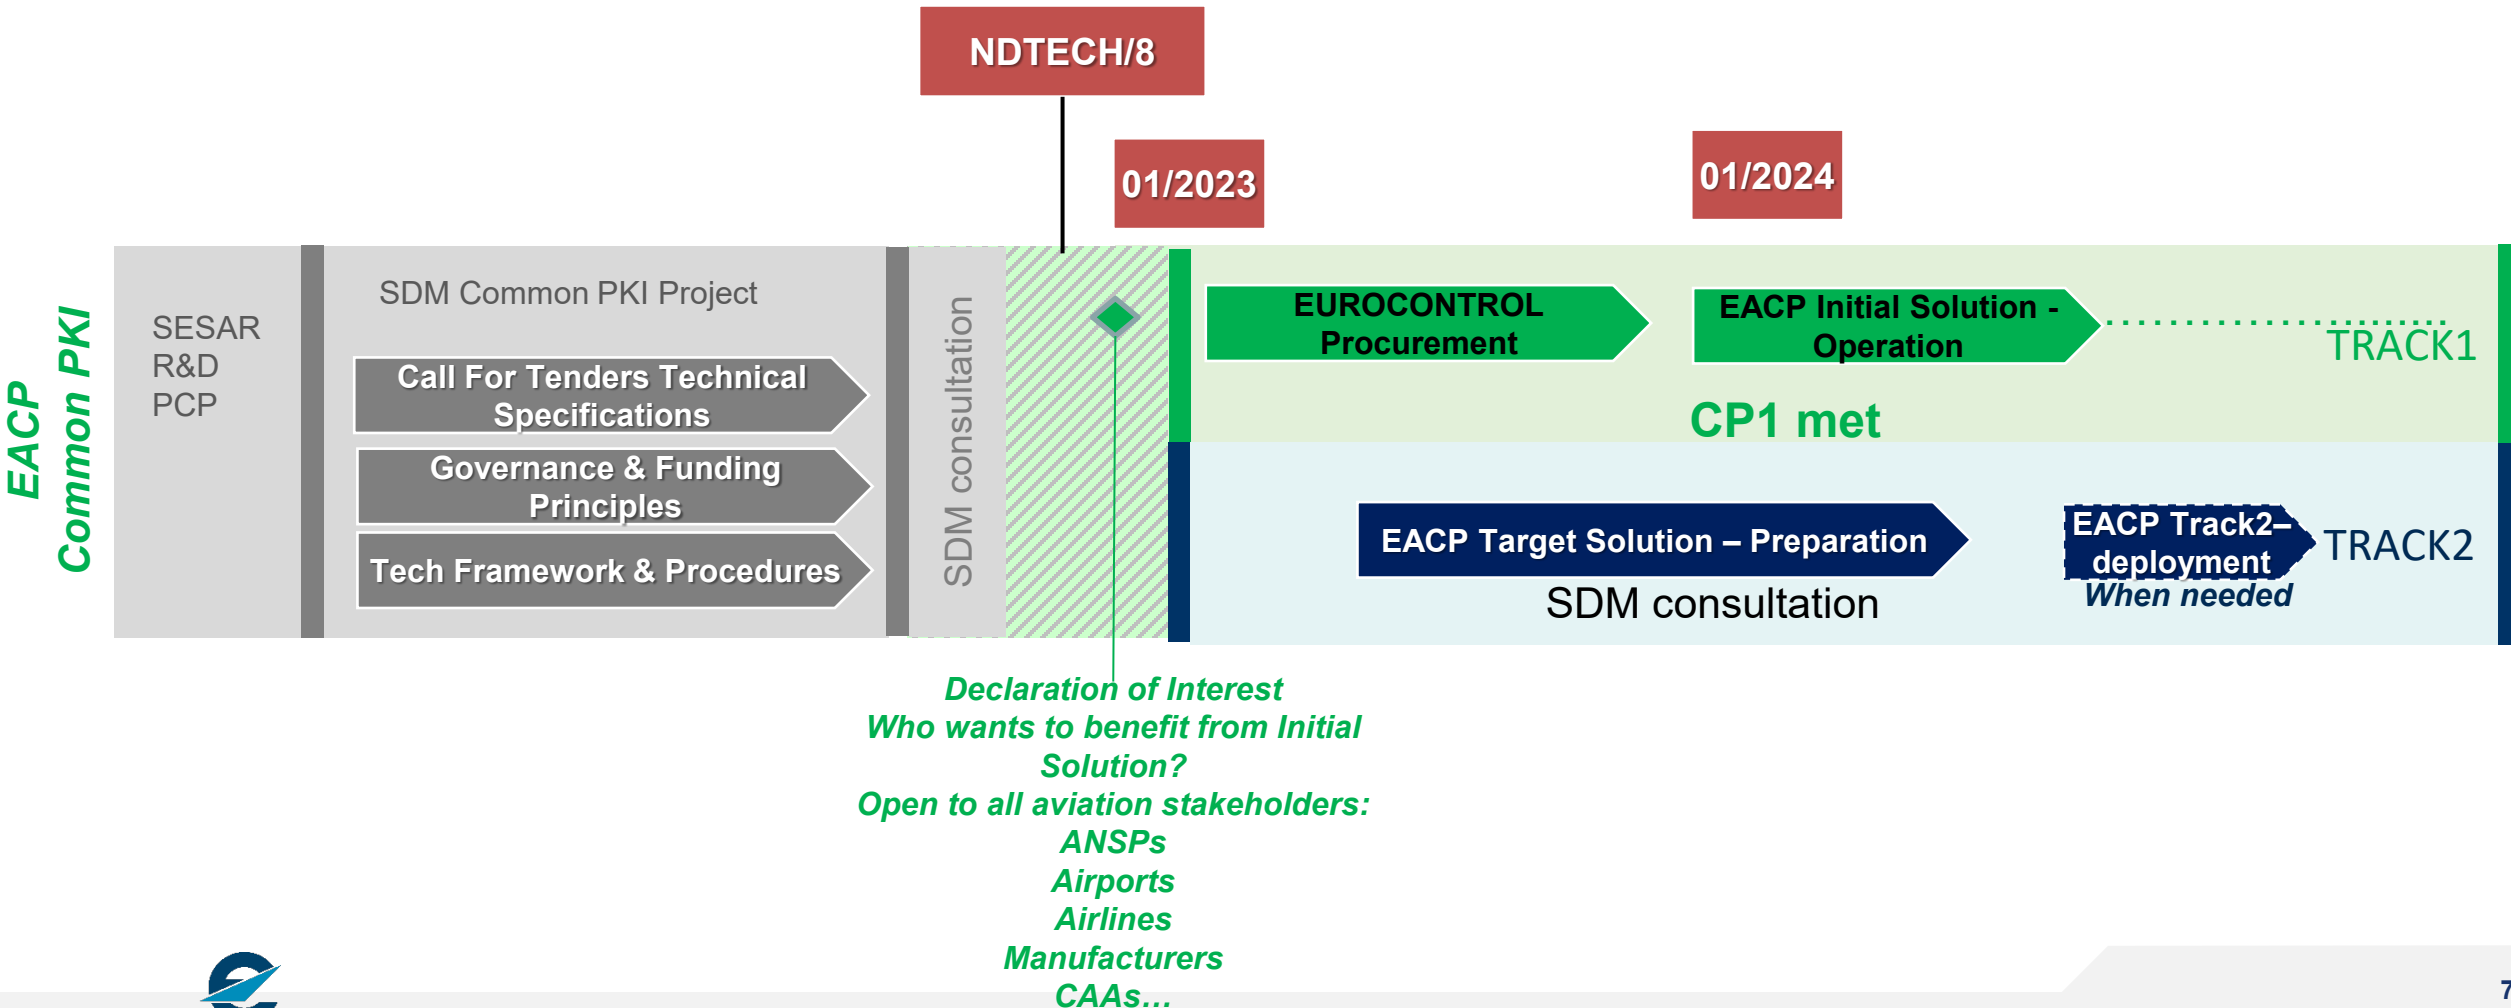 NDTECH/8
01/2023
01/2024
EACP
Common PKI
SESAR
R&D
PCP
SDM Common PKI Project
Call For Tenders Technical
Specifications
Governance & Funding
Principles
Tech Framework & Procedures
SDM consultation
EUROCONTROL
Procurement
EACP Initial Solution -
Operation
TRACK1
CP1 met
EACP Target Solution – Preparation
SDM consultation
EACP Track2–
deployment
When needed
TRACK2
Declaration of Interest
Who wants to benefit from Initial
Solution?
Open to all aviation stakeholders:
ANSPs
Airports
Airlines
Manufacturers
CAAs...
7